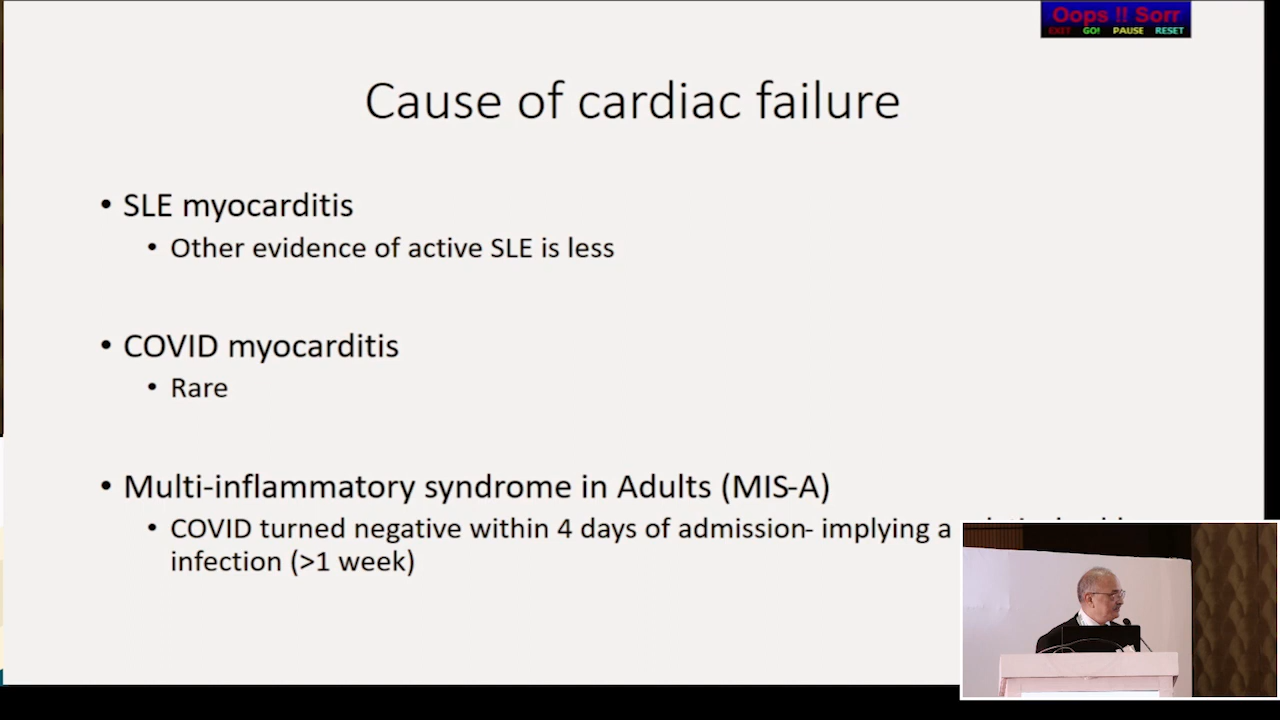 Oops !! Sorr
EXIT GO! PAUSE RESET
Cause of cardiac failure
• SLE myocarditis
• Other evidence of active SLE is less
• COVID myocarditis
• Rare
• Multi-inflammatory syndrome in Adults (MIS-A)
• COVID turned negative within 4 days of admission- implying a
infection (>1 week)